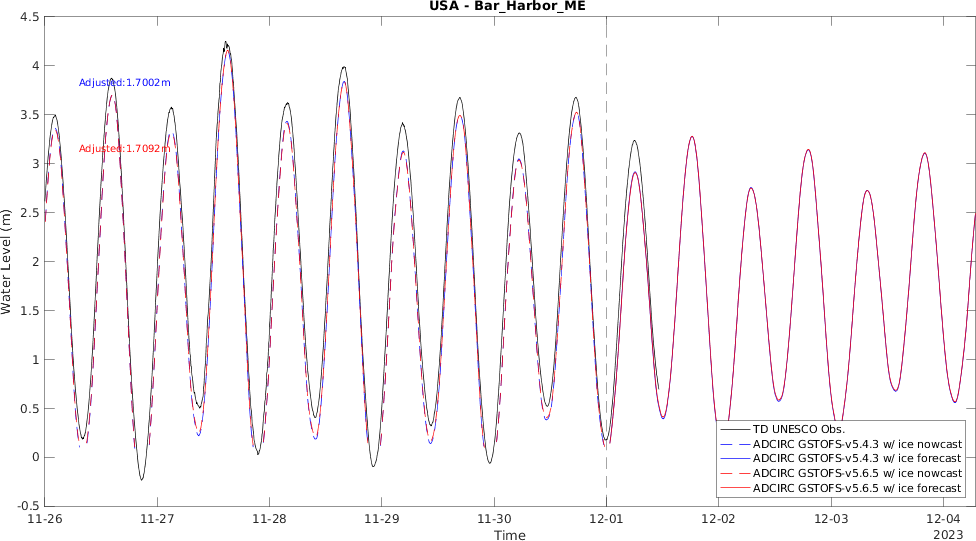 USA - Bar_Harbor_ME
4.5
4
3.5
3
2.5
2
1.5
1
0.5
0
-0.5
Water Level (m)
Adjusted:1.7002m
Adjusted:1.7092m
TD UNESCO Obs.
ADCIRC GSTOFS-v5.4.3 w/ ice nowcast
ADCIRC GSTOFS-v5.4.3 w/ ice forecast
ADCIRC GSTOFS-v5.6.5 w/ ice nowcast
ADCIRC GSTOFS-v5.6.5 w/ ice forecast
11-26 11-27 11-28 11-29 11-30 12-01 12-02 12-03 12-04
2023
Time